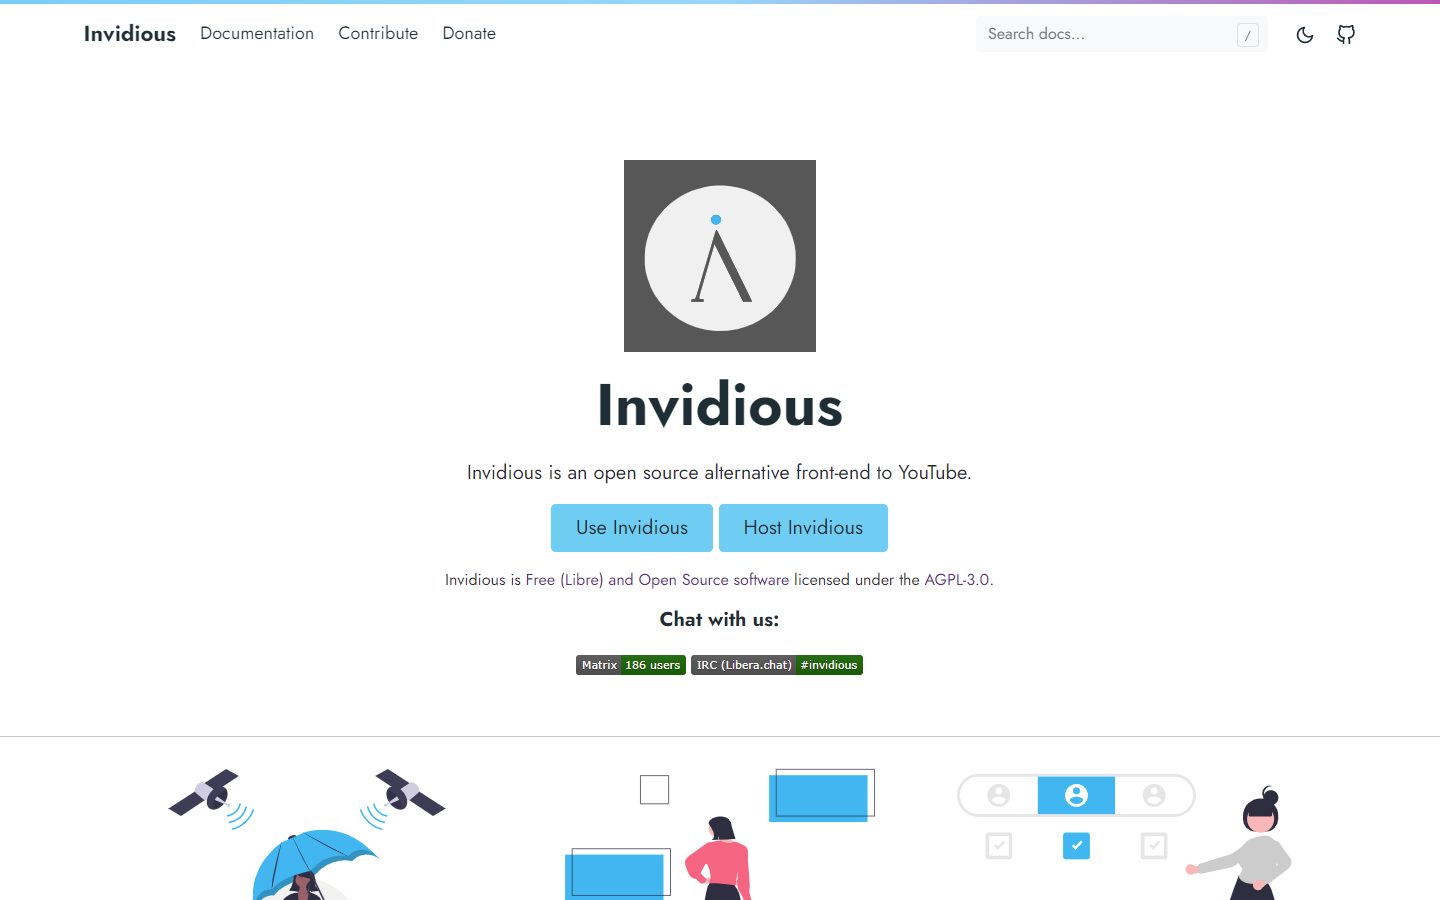 Invidious Documentation Contribute Donate Search docs... /
Invidious
Invidious is an open source alternative front-end to YouTube.
Use Invidious Host Invidious
Invidious is Free (Libre) and Open Source software licensed under the AGPL-3.0.
Chat with us:
Matrix 186 users IRC (Libera.chat) #invidious